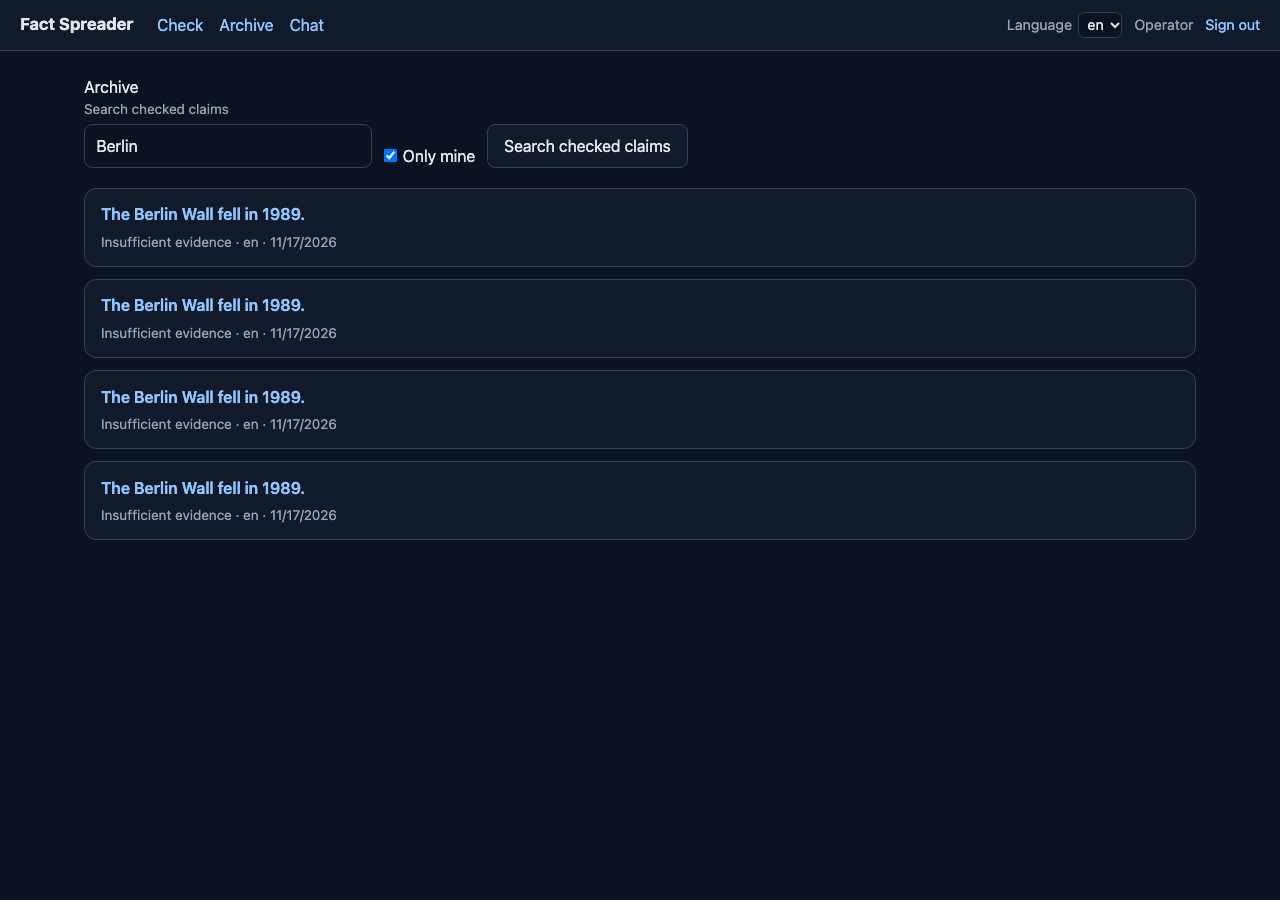 Fact Spreader Check Archive Chat Language en Operator Sign out
Archive
Search checked claims
Berlin Only mine Search checked claims
The Berlin Wall fell in 1989.
Insufficient evidence · en · 11/17/2026
The Berlin Wall fell in 1989.
Insufficient evidence · en · 11/17/2026
The Berlin Wall fell in 1989.
Insufficient evidence · en · 11/17/2026
The Berlin Wall fell in 1989.
Insufficient evidence · en · 11/17/2026